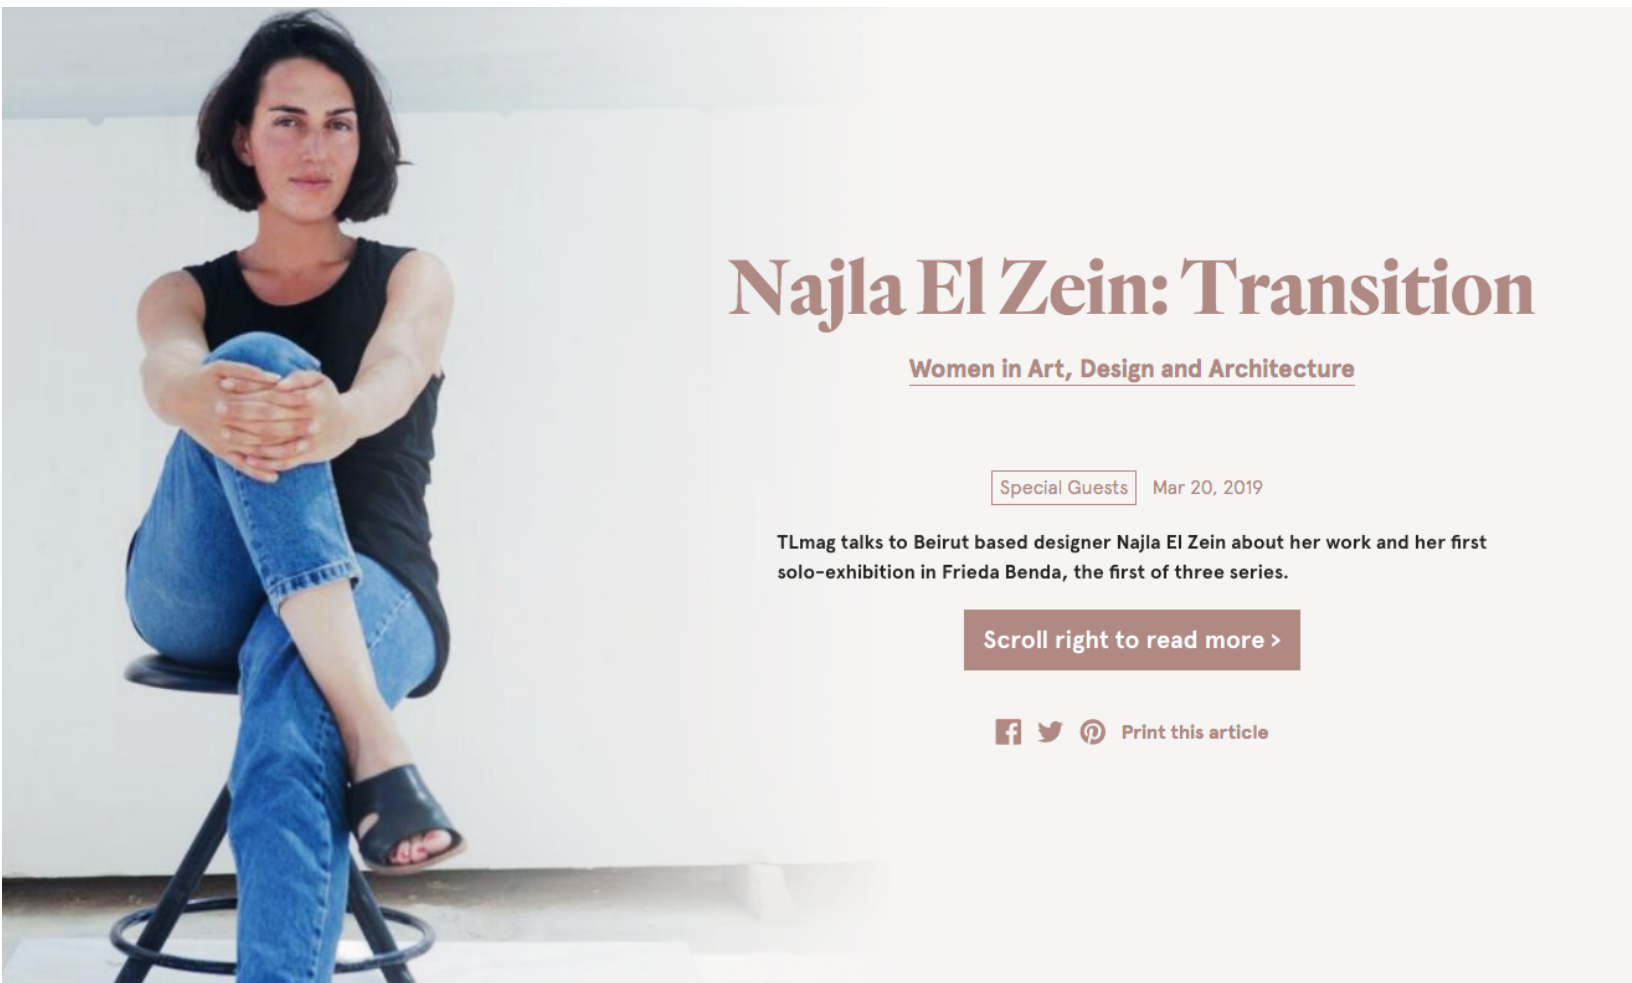 Najla El Zein: Transition
Women in Art, Design and Architecture
Special Guests Mar 20, 2019
TLmag talks to Beirut based designer Najla El Zein about her work and her first
solo-exhibition in Frieda Benda, the first of three series.
Scroll right to read more >
Print this article